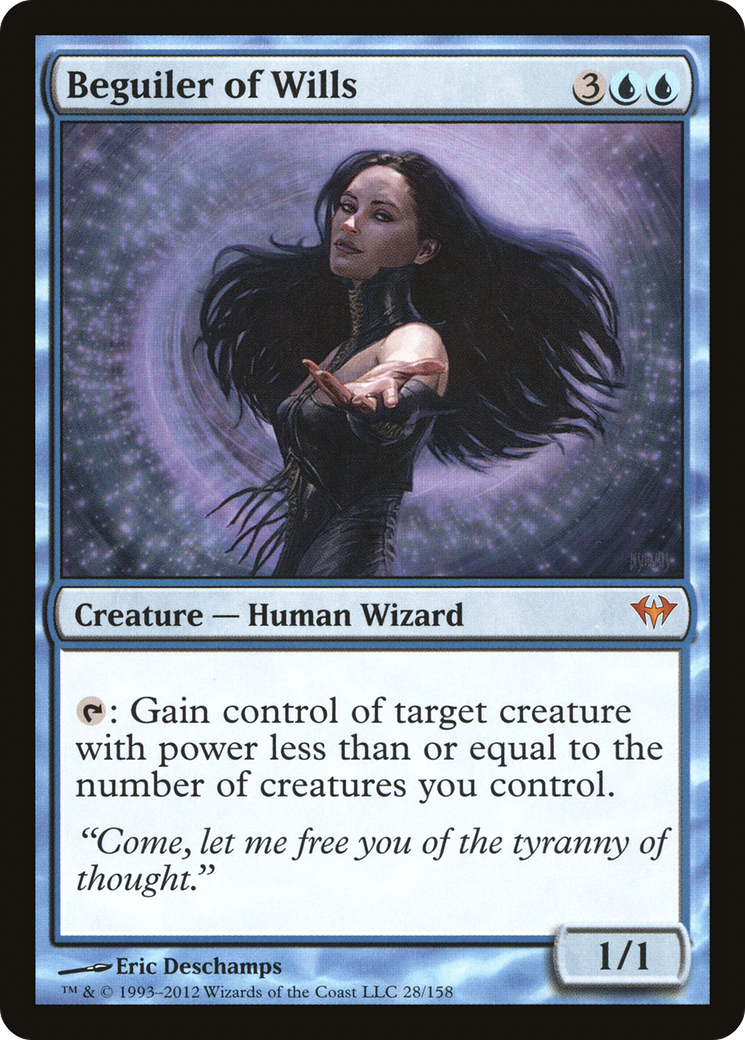 Beguiler of Wills
3
Creature — Human Wizard
: Gain control of target creature
with power less than or equal to the
number of creatures you control.
“Come, let me free you of the tyranny of
thought.”
1/1
Eric Deschamps
™ & © 1993–2012 Wizards of the Coast LLC 28/158